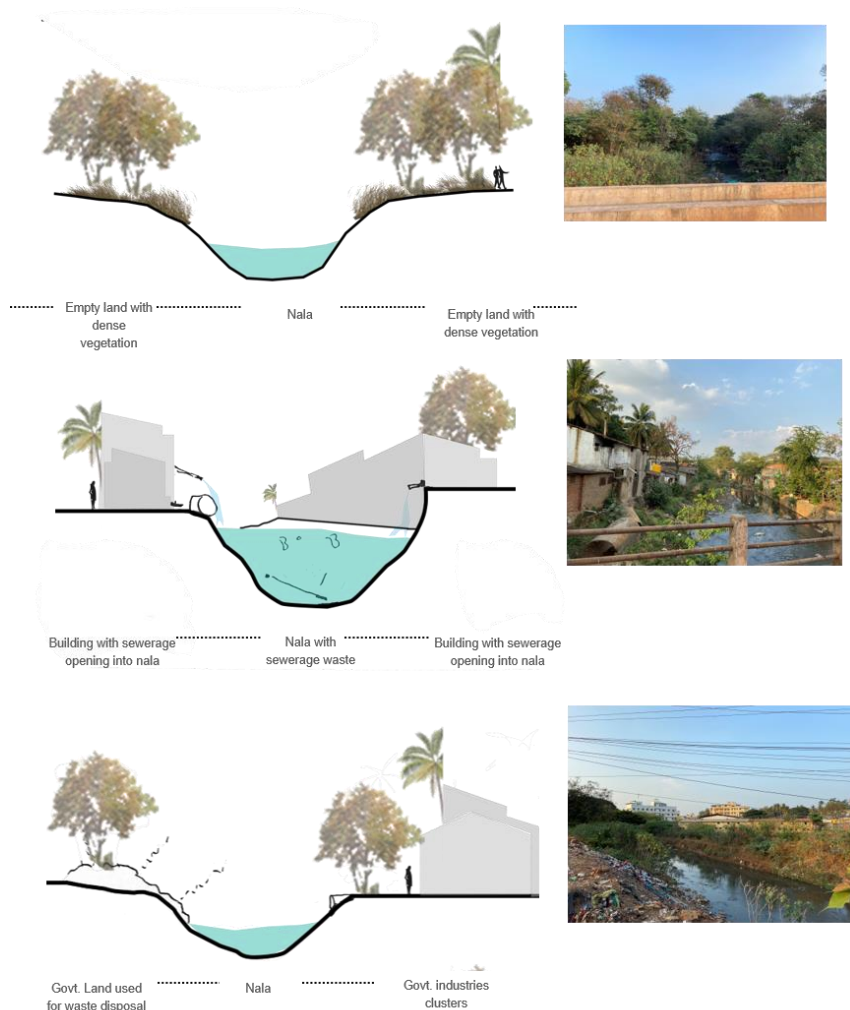 Empty land with
dense
vegetation
Nala
Empty land with
dense vegetation
Building with sewerage
opening into nala
Nala with
sewerage waste
Building with sewerage
opening into nala
Govt. Land used
for waste disposal
Nala
Govt. industries
clusters